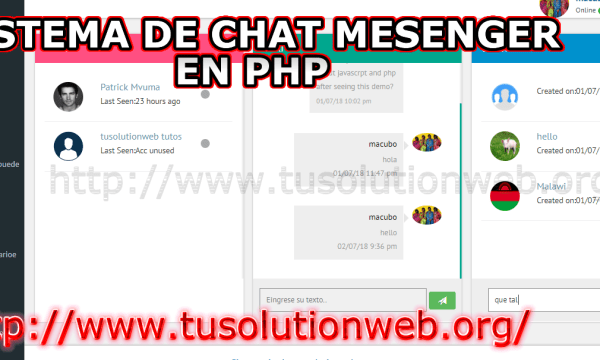 STEMA DE CHAT MESENGER
EN PHP
Online
Patrick Mvuma
Last Seen:23 hours ago
tusolutionweb tutos
Last Seen:Acc unused
javascrpt and php
after seeing this demo?
01/07/18 10:02 pm
macubo
hola
01/07/18 11:47 pm
macubo
hello
02/07/18 9:36 pm
Created on:01/07/
hello
Created on:01/07/
Malawi
Created on:01/07/
http://www.tusolutionweb.org
Eingrese su texto..
que tal
tp://www.tusolutionweb.org/